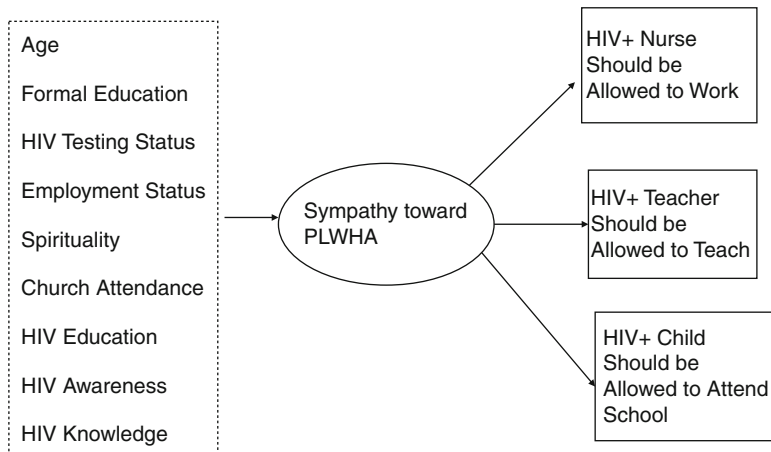 Age
Formal Education
HIV Testing Status
Employment Status
Spirituality
Church Attendance
HIV Education
HIV Awareness
HIV Knowledge
Sympathy toward
PLWHA
HIV+ Nurse
Should be
Allowed to Work
HIV+ Teacher
Should be
Allowed to Teach
HIV+ Child
Should be
Allowed to Attend
School